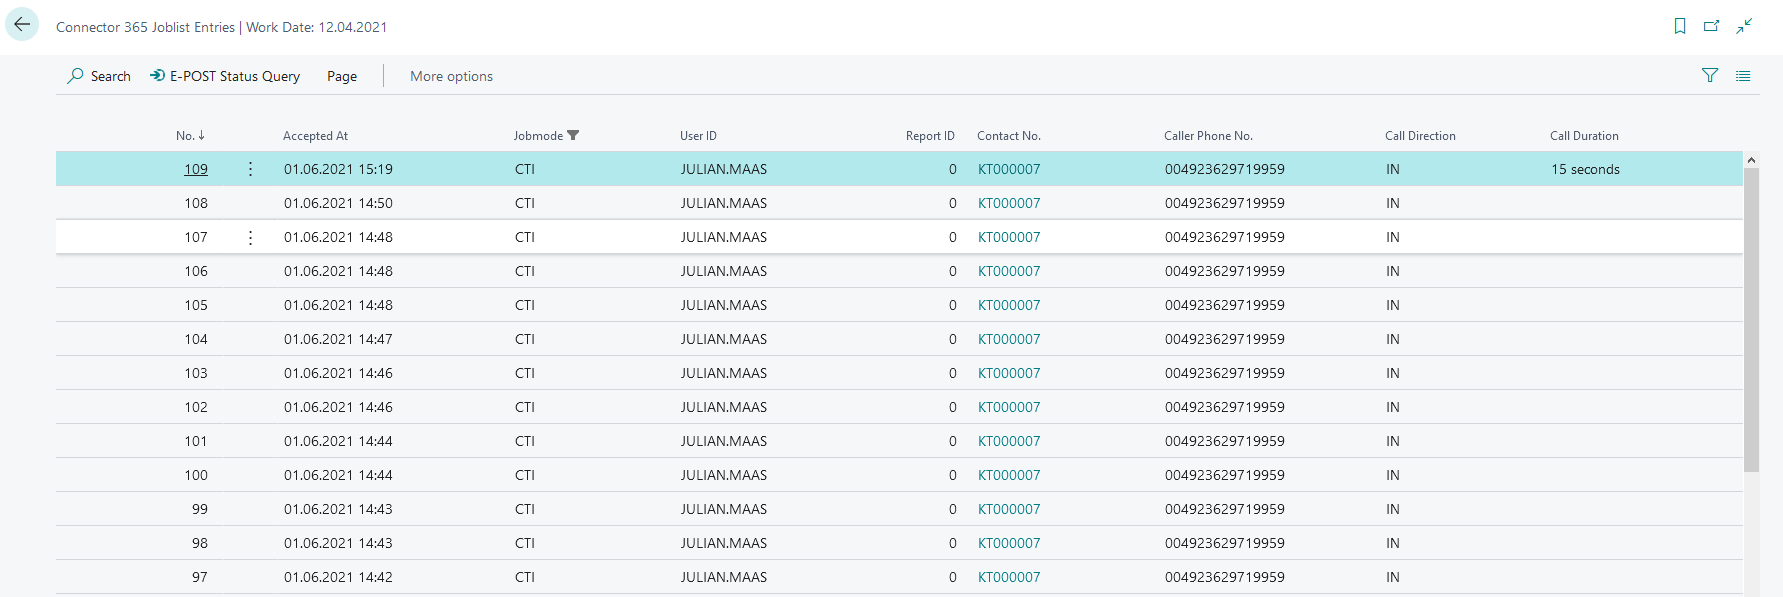 Connector 365 Joblist Entries | Work Date: 12.04.2021
Search E-POST Status Query Page More options
No. ↓ Accepted At Jobmode User ID Report ID Contact No. Caller Phone No. Call Direction Call Duration
109 01.06.2021 15:19 CTI JULIAN.MAAS 0 KT000007 004923629719959 IN 15 seconds
108 01.06.2021 14:50 CTI JULIAN.MAAS 0 KT000007 004923629719959 IN
107 01.06.2021 14:48 CTI JULIAN.MAAS 0 KT000007 004923629719959 IN
106 01.06.2021 14:48 CTI JULIAN.MAAS 0 KT000007 004923629719959 IN
105 01.06.2021 14:48 CTI JULIAN.MAAS 0 KT000007 004923629719959 IN
104 01.06.2021 14:47 CTI JULIAN.MAAS 0 KT000007 004923629719959 IN
103 01.06.2021 14:46 CTI JULIAN.MAAS 0 KT000007 004923629719959 IN
102 01.06.2021 14:46 CTI JULIAN.MAAS 0 KT000007 004923629719959 IN
101 01.06.2021 14:44 CTI JULIAN.MAAS 0 KT000007 004923629719959 IN
100 01.06.2021 14:44 CTI JULIAN.MAAS 0 KT000007 004923629719959 IN
99 01.06.2021 14:43 CTI JULIAN.MAAS 0 KT000007 004923629719959 IN
98 01.06.2021 14:43 CTI JULIAN.MAAS 0 KT000007 004923629719959 IN
97 01.06.2021 14:42 CTI JULIAN.MAAS 0 KT000007 004923629719959 IN